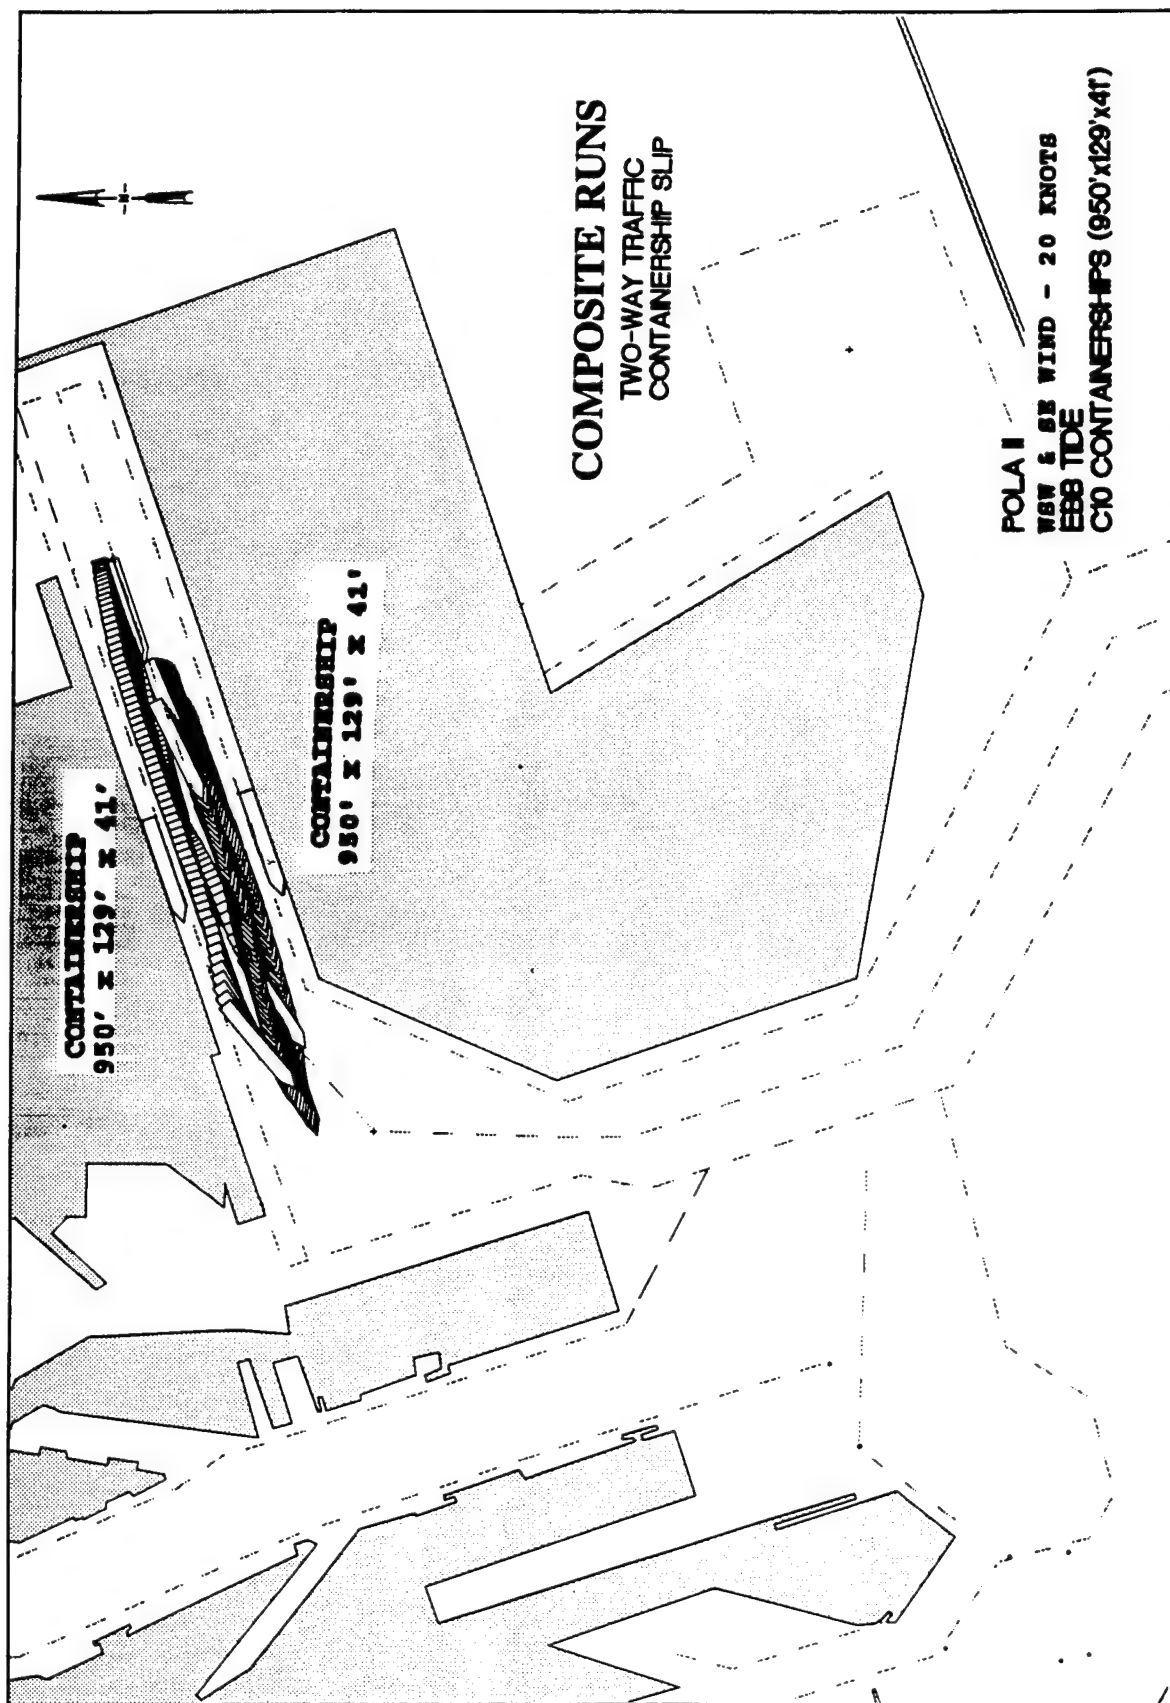 COMPOSITE RUNS
TWO-WAY TRAFFIC
CONTAINERSHIP SLIP
CONTAINERSHIP
950' X 129' X 41'
CONTAINERSHIP
950' X 129' X 41'
POLA II
WSW & SE WIND - 20 KNOTS
EBB TIDE
C10 CONTAINERSHIPS (950'x129'x41')